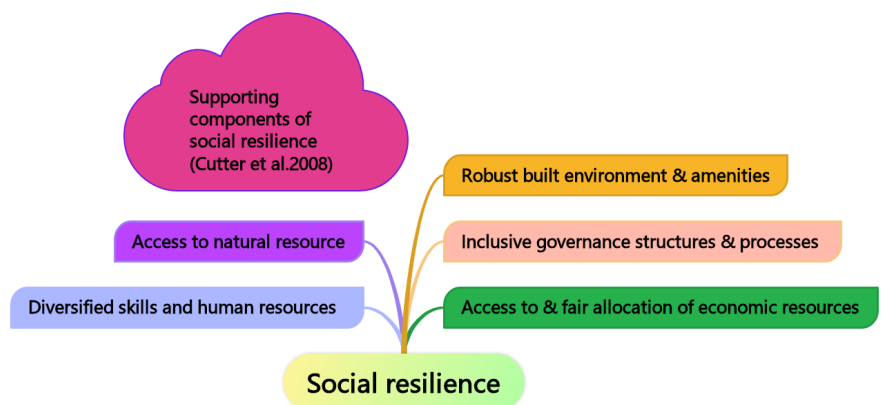 Supporting
components of
social resilience
(Cutter et al.2008)
Robust built environment & amenities
Access to natural resource
Inclusive governance structures & processes
Diversified skills and human resources
Access to & fair allocation of economic resources
Social resilience